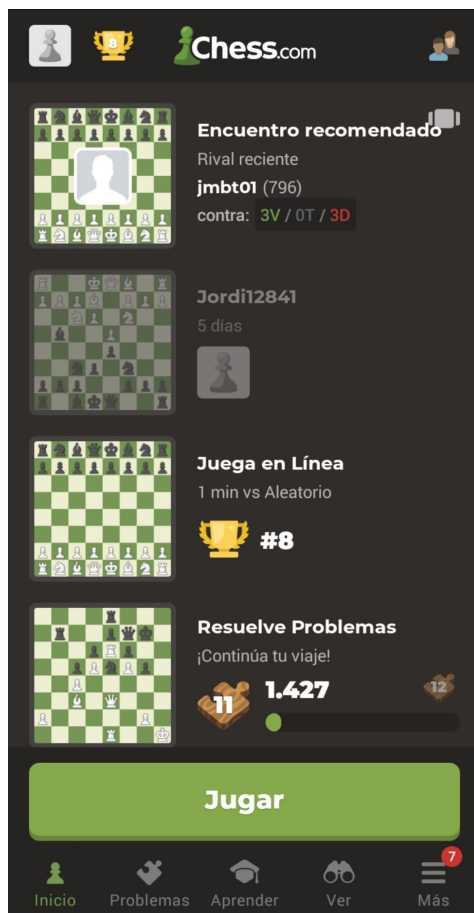 8
Chess.com
Encuentro recomendado
Rival reciente
jmbt01 (796)
contra: 3V / 0T / 3D
Jordi12841
5 días
Juega en Línea
1 min vs Aleatorio
#8
Resuelve Problemas
¡Continúa tu viaje!
11 1.427 12
Jugar
7
Inicio Problemas Aprender Ver Más